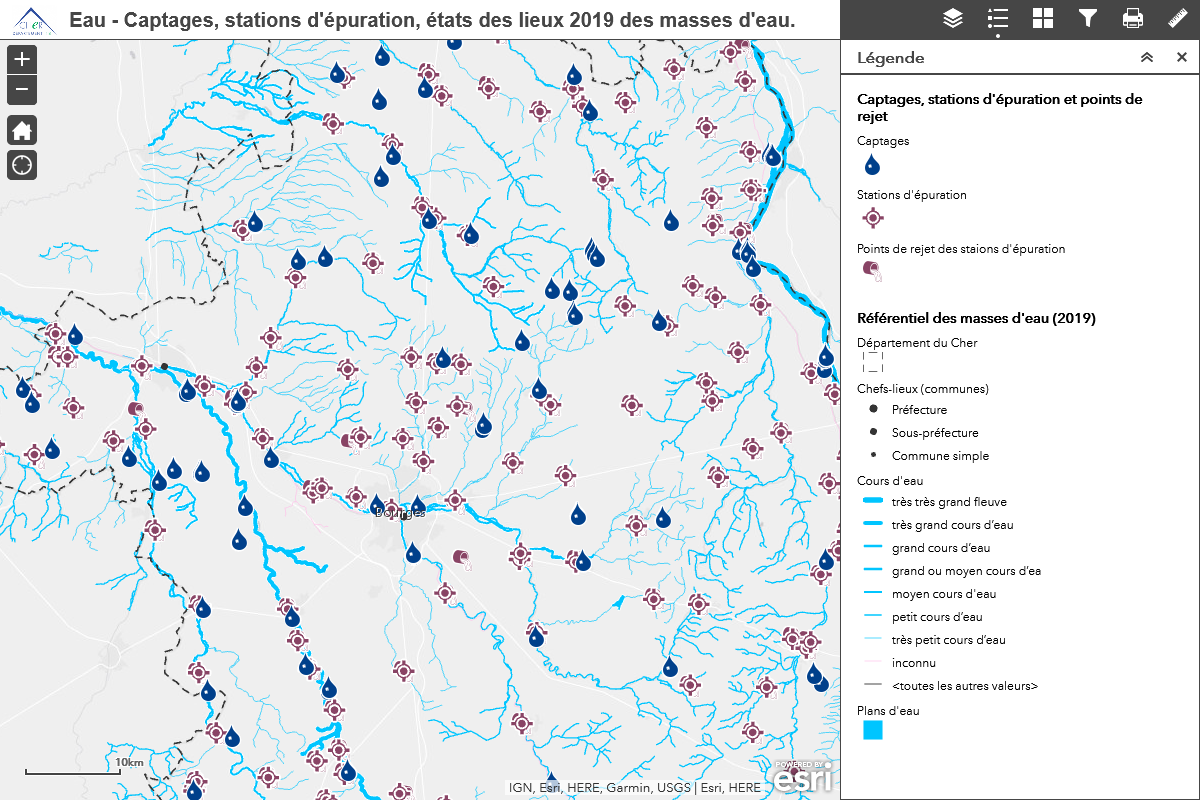 Eau - Captages, stations d'épuration, états des lieux 2019 des masses d'eau.
Légende
Captages, stations d'épuration et points de
rejet
Captages
Stations d'épuration
Points de rejet des staions d'épuration
Référentiel des masses d'eau (2019)
Département du Cher
Chefs-lieux (communes)
Préfecture
Sous-préfecture
Commune simple
Cours d'eau
très très grand fleuve
très grand cours d’eau
grand cours d’eau
grand ou moyen cours d’ea
moyen cours d'eau
petit cours d’eau
très petit cours d’eau
inconnu
<toutes les autres valeurs>
Plans d'eau
Bourges
10km
IGN, Esri, HERE, Garmin, USGS | Esri, HERE
POWERED BY
esri